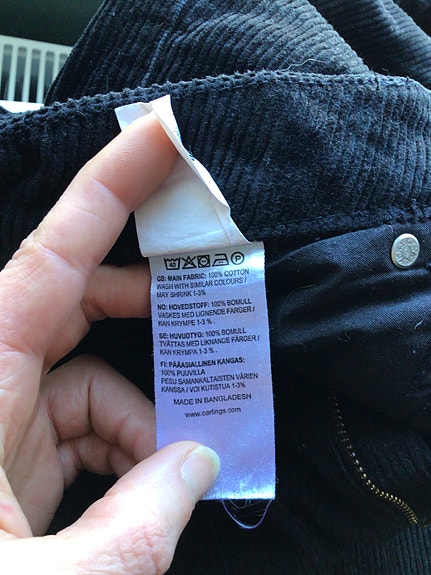 40 P
GB: MAIN FABRIC: 100% COTTON
WASH WITH SIMILAR COLOURS /
MAY SHRINK 1-3%
NO: HOVEDSTOFF: 100% BOMULL
VASKES MED LIGNENDE FARGER /
KAN KRYMPE 1-3 % .
SE: HUVUDTYG: 100% BOMULL
TVÄTTAS MED LIKNANDE FÄRGER /
KAN KRYMPA 1-3% .
FI: PÄÄASIALLINEN KANGAS:
100% PUUVILLA
PESU SAMANKALTAISTEN VÄRIEN
KANSSA / VOI KUTISTUA 1-3%
MADE IN BANGLADESH
www.carlings.com